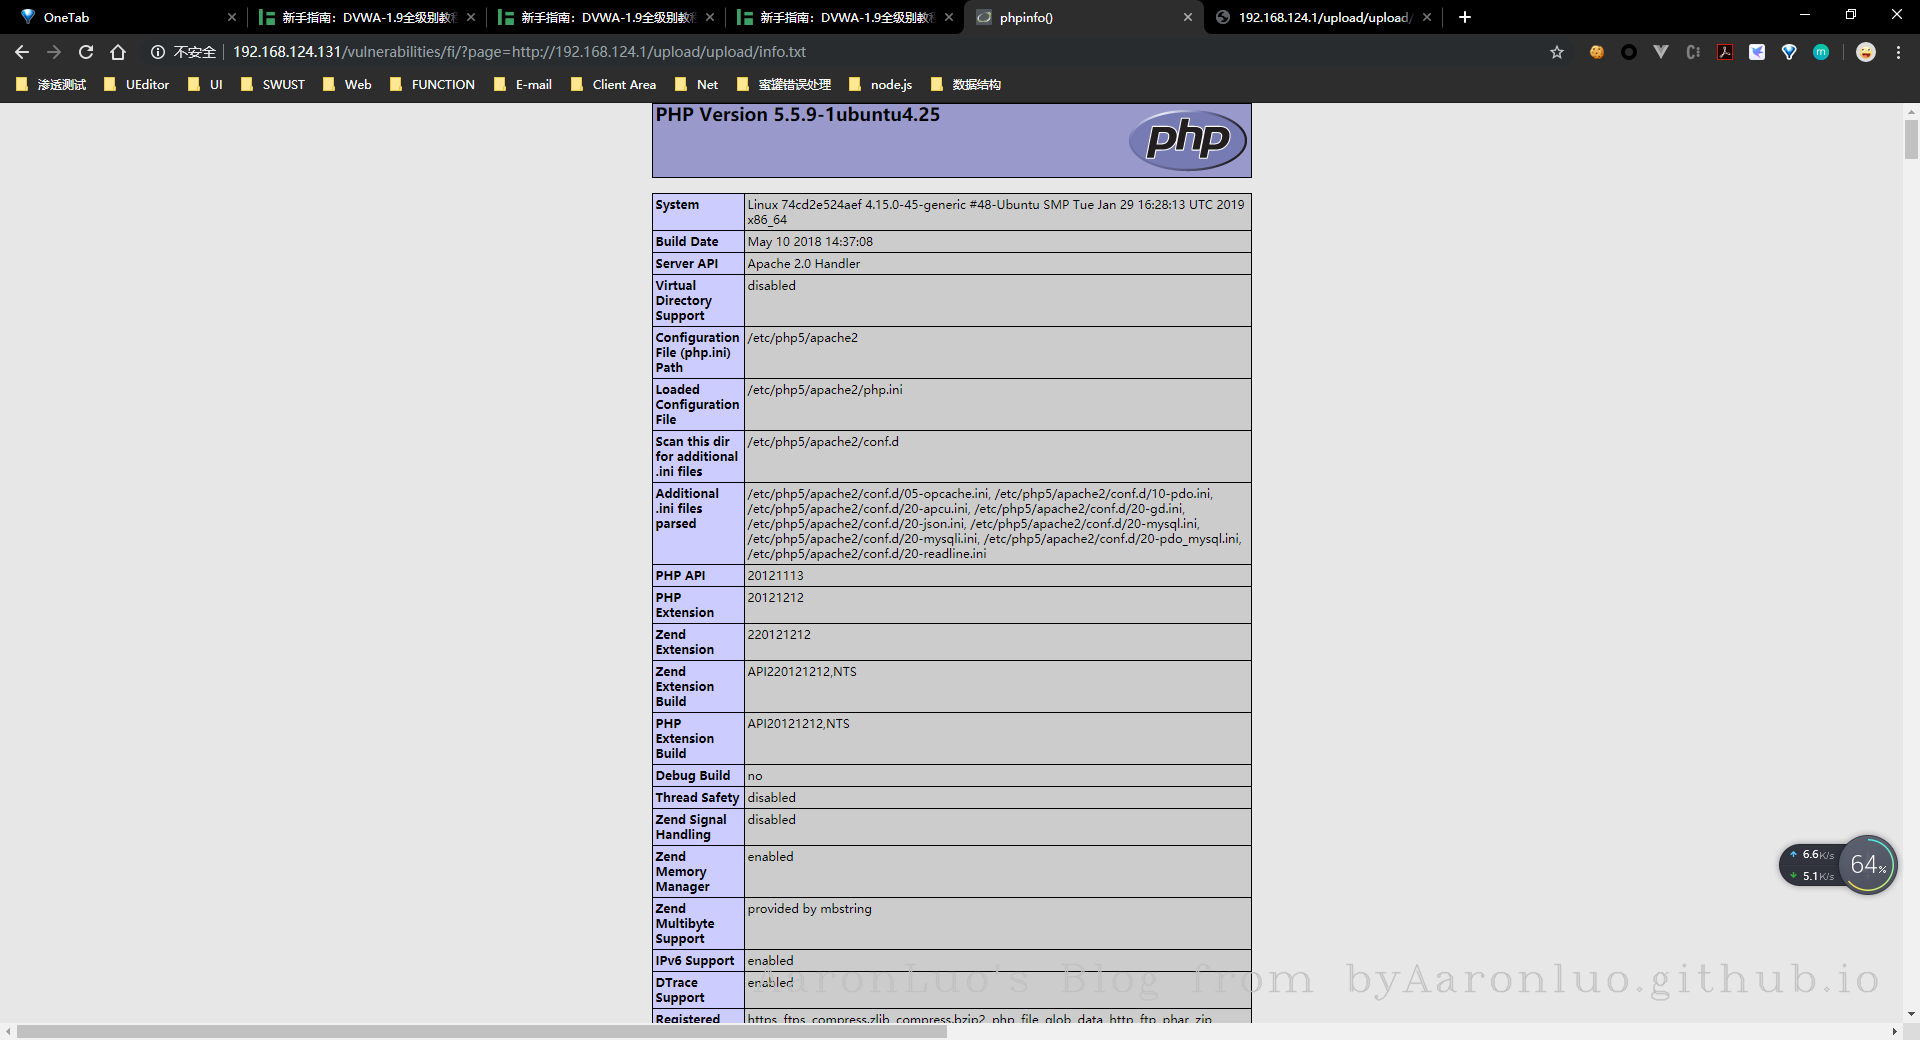 OneTab
新手指南：DVWA-1.9全级别教程
新手指南：DVWA-1.9全级别教程
新手指南：DVWA-1.9全级别教程
phpinfo()
192.168.124.1/upload/upload/
不安全
192.168.124.131/vulnerabilities/fi/?page=http://192.168.124.1/upload/upload/info.txt
渗透测试 UEditor UI SWUST Web FUNCTION E-mail Client Area Net 蜜罐错误处理 node.js 数据结构
PHP Version 5.5.9-1ubuntu4.25
php
System
Linux 74cd2e524aef 4.15.0-45-generic #48-Ubuntu SMP Tue Jan 29 16:28:13 UTC 2019
x86_64
Build Date
May 10 2018 14:37:08
Server API
Apache 2.0 Handler
Virtual
Directory
Support
disabled
Configuration
File (php.ini)
Path
/etc/php5/apache2
Loaded
Configuration
File
/etc/php5/apache2/php.ini
Scan this dir
for additional
.ini files
/etc/php5/apache2/conf.d
Additional
.ini files
parsed
/etc/php5/apache2/conf.d/05-opcache.ini, /etc/php5/apache2/conf.d/10-pdo.ini,
/etc/php5/apache2/conf.d/20-apcu.ini, /etc/php5/apache2/conf.d/20-gd.ini,
/etc/php5/apache2/conf.d/20-json.ini, /etc/php5/apache2/conf.d/20-mysql.ini,
/etc/php5/apache2/conf.d/20-mysqli.ini, /etc/php5/apache2/conf.d/20-pdo_mysql.ini,
/etc/php5/apache2/conf.d/20-readline.ini
PHP API
20121113
PHP
Extension
20121212
Zend
Extension
220121212
Zend
Extension
Build
API220121212,NTS
PHP
Extension
Build
API20121212,NTS
Debug Build
no
Thread Safety
disabled
Zend Signal
Handling
disabled
Zend
Memory
Manager
enabled
Zend
Multibyte
Support
provided by mbstring
IPv6 Support
enabled
DTrace
Support
enabled
Registered
https, ftps, compress.zlib, compress.bzip2, php, file, glob, data, http, ftp, phar, zip
6.6K/s
5.1K/s
64%
AaronLuo's Blog from byAaronluo.github.io